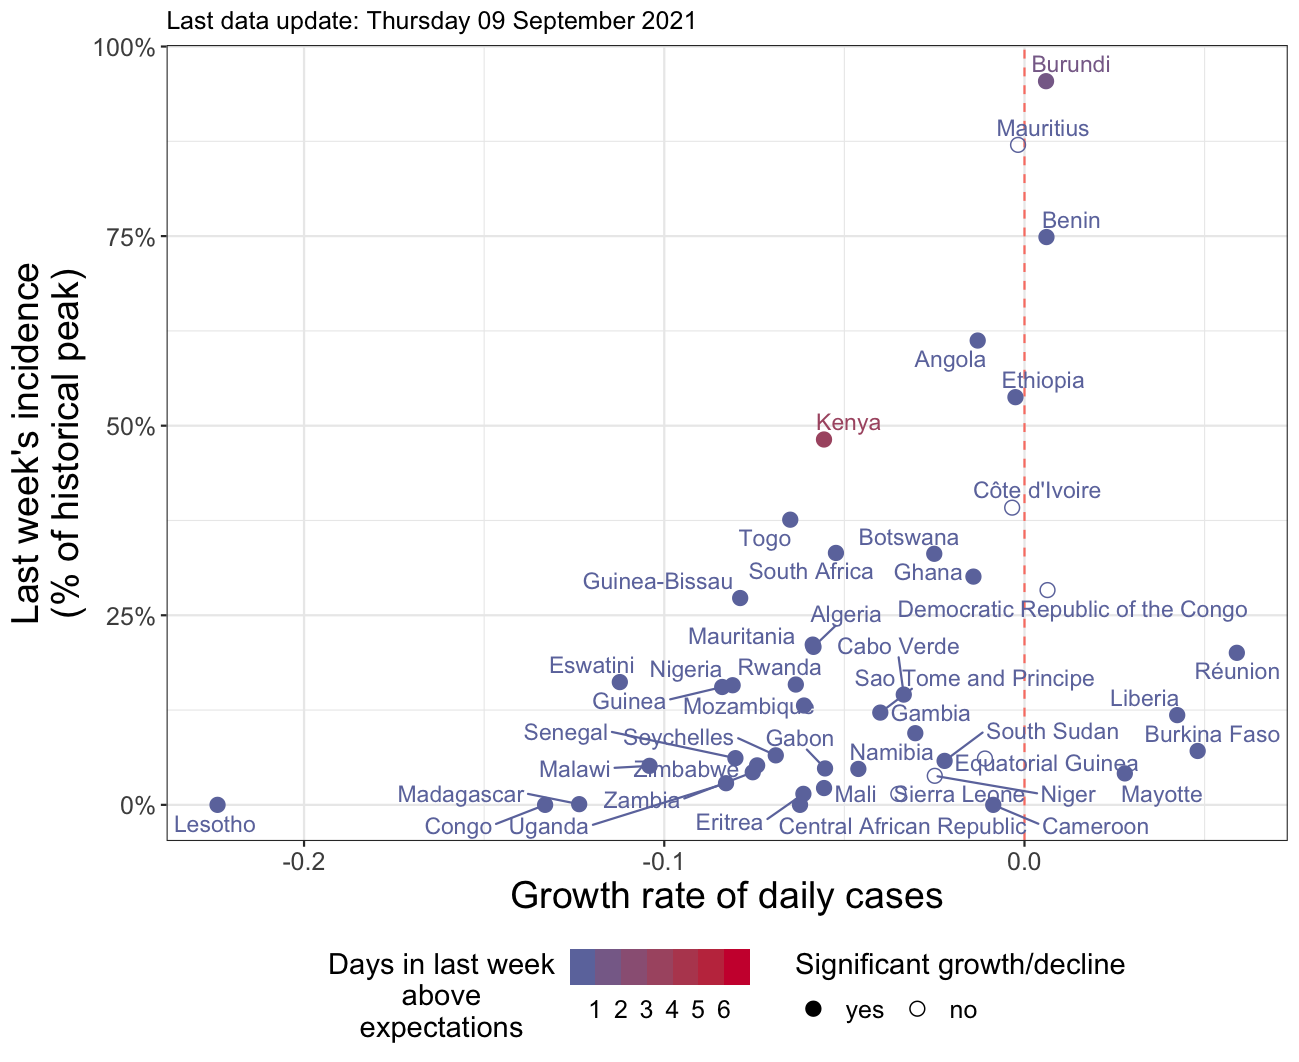 Last data update: Thursday 09 September 2021
100%
75%
50%
25%
0%
Last week's incidence
(% of historical peak)
Burundi
Mauritius
Benin
Angola
Ethiopia
Kenya
Côte d'Ivoire
Togo
Botswana
South Africa
Ghana
Guinea-Bissau
Democratic Republic of the Congo
Algeria
Mauritania
Cabo Verde
Eswatini
Nigeria
Rwanda
Réunion
Sao Tome and Principe
Guinea
Mozambique
Gambia
Liberia
Senegal
Seychelles
Gabon
South Sudan
Burkina Faso
Namibia
Malawi
Zimbabwe
Equatorial Guinea
Madagascar
Zambia
Mali
Sierra Leone
Niger
Mayotte
Lesotho
Congo
Uganda
Eritrea
Central African Republic
Cameroon
-0.2
-0.1
0.0
Growth rate of daily cases
Days in last week
above
expectations
1 2 3 4 5 6
Significant growth/decline
yes
no